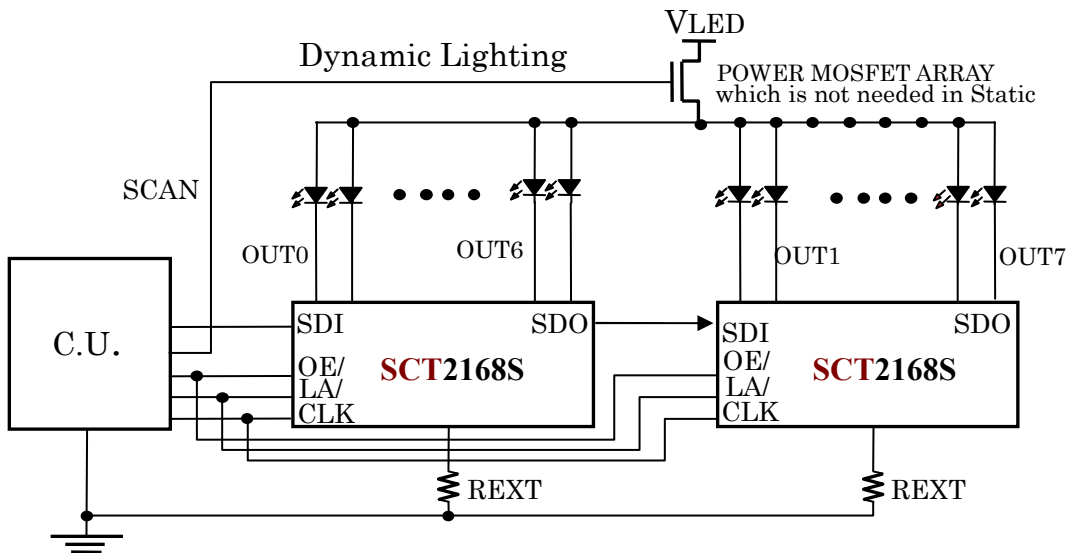 VLED
Dynamic Lighting
POWER MOSFET ARRAY
which is not needed in Static
SCAN
OUT0
OUT6
OUT1
OUT7
C.U.
SDI
SDO
OE/
LA/
CLK
SCT2168S
SDI
SDO
OE/
LA/
CLK
SCT2168S
REXT
REXT